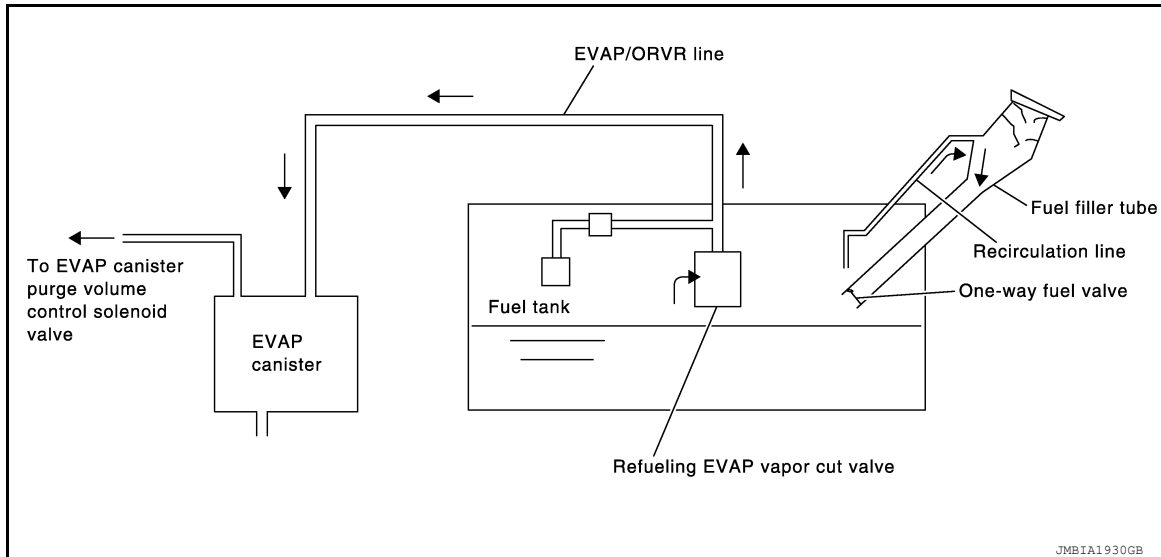 EVAP/ORVR line
Fuel filler tube
Recirculation line
One-way fuel valve
To EVAP canister
purge volume
control solenoid
valve
Fuel tank
EVAP
canister
Refueling EVAP vapor cut valve
JMBIA1930GB